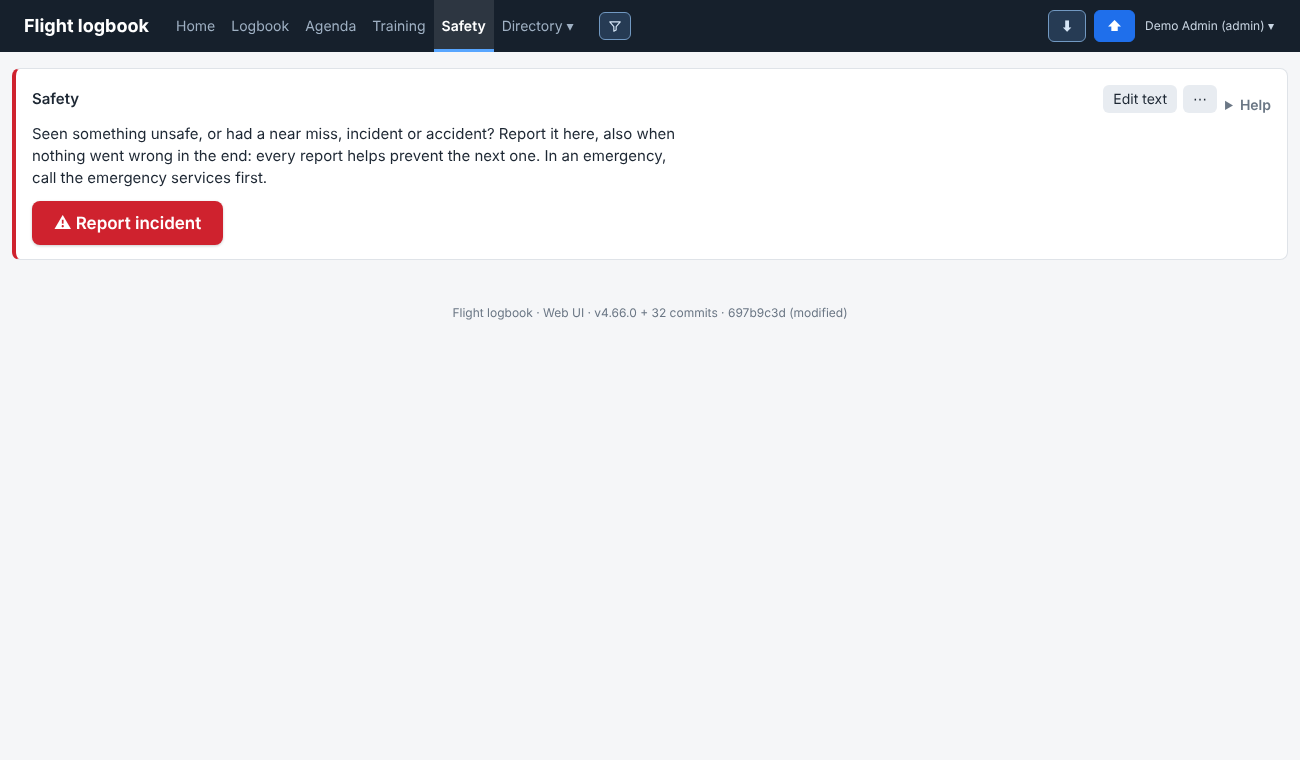 Flight logbook Home Logbook Agenda Training Safety Directory ▾ Demo Admin (admin) ▾
Safety Edit text ⋯ ▶ Help
Seen something unsafe, or had a near miss, incident or accident? Report it here, also when
nothing went wrong in the end: every report helps prevent the next one. In an emergency,
call the emergency services first.
⚠ Report incident
Flight logbook · Web UI · v4.66.0 + 32 commits · 697b9c3d (modified)